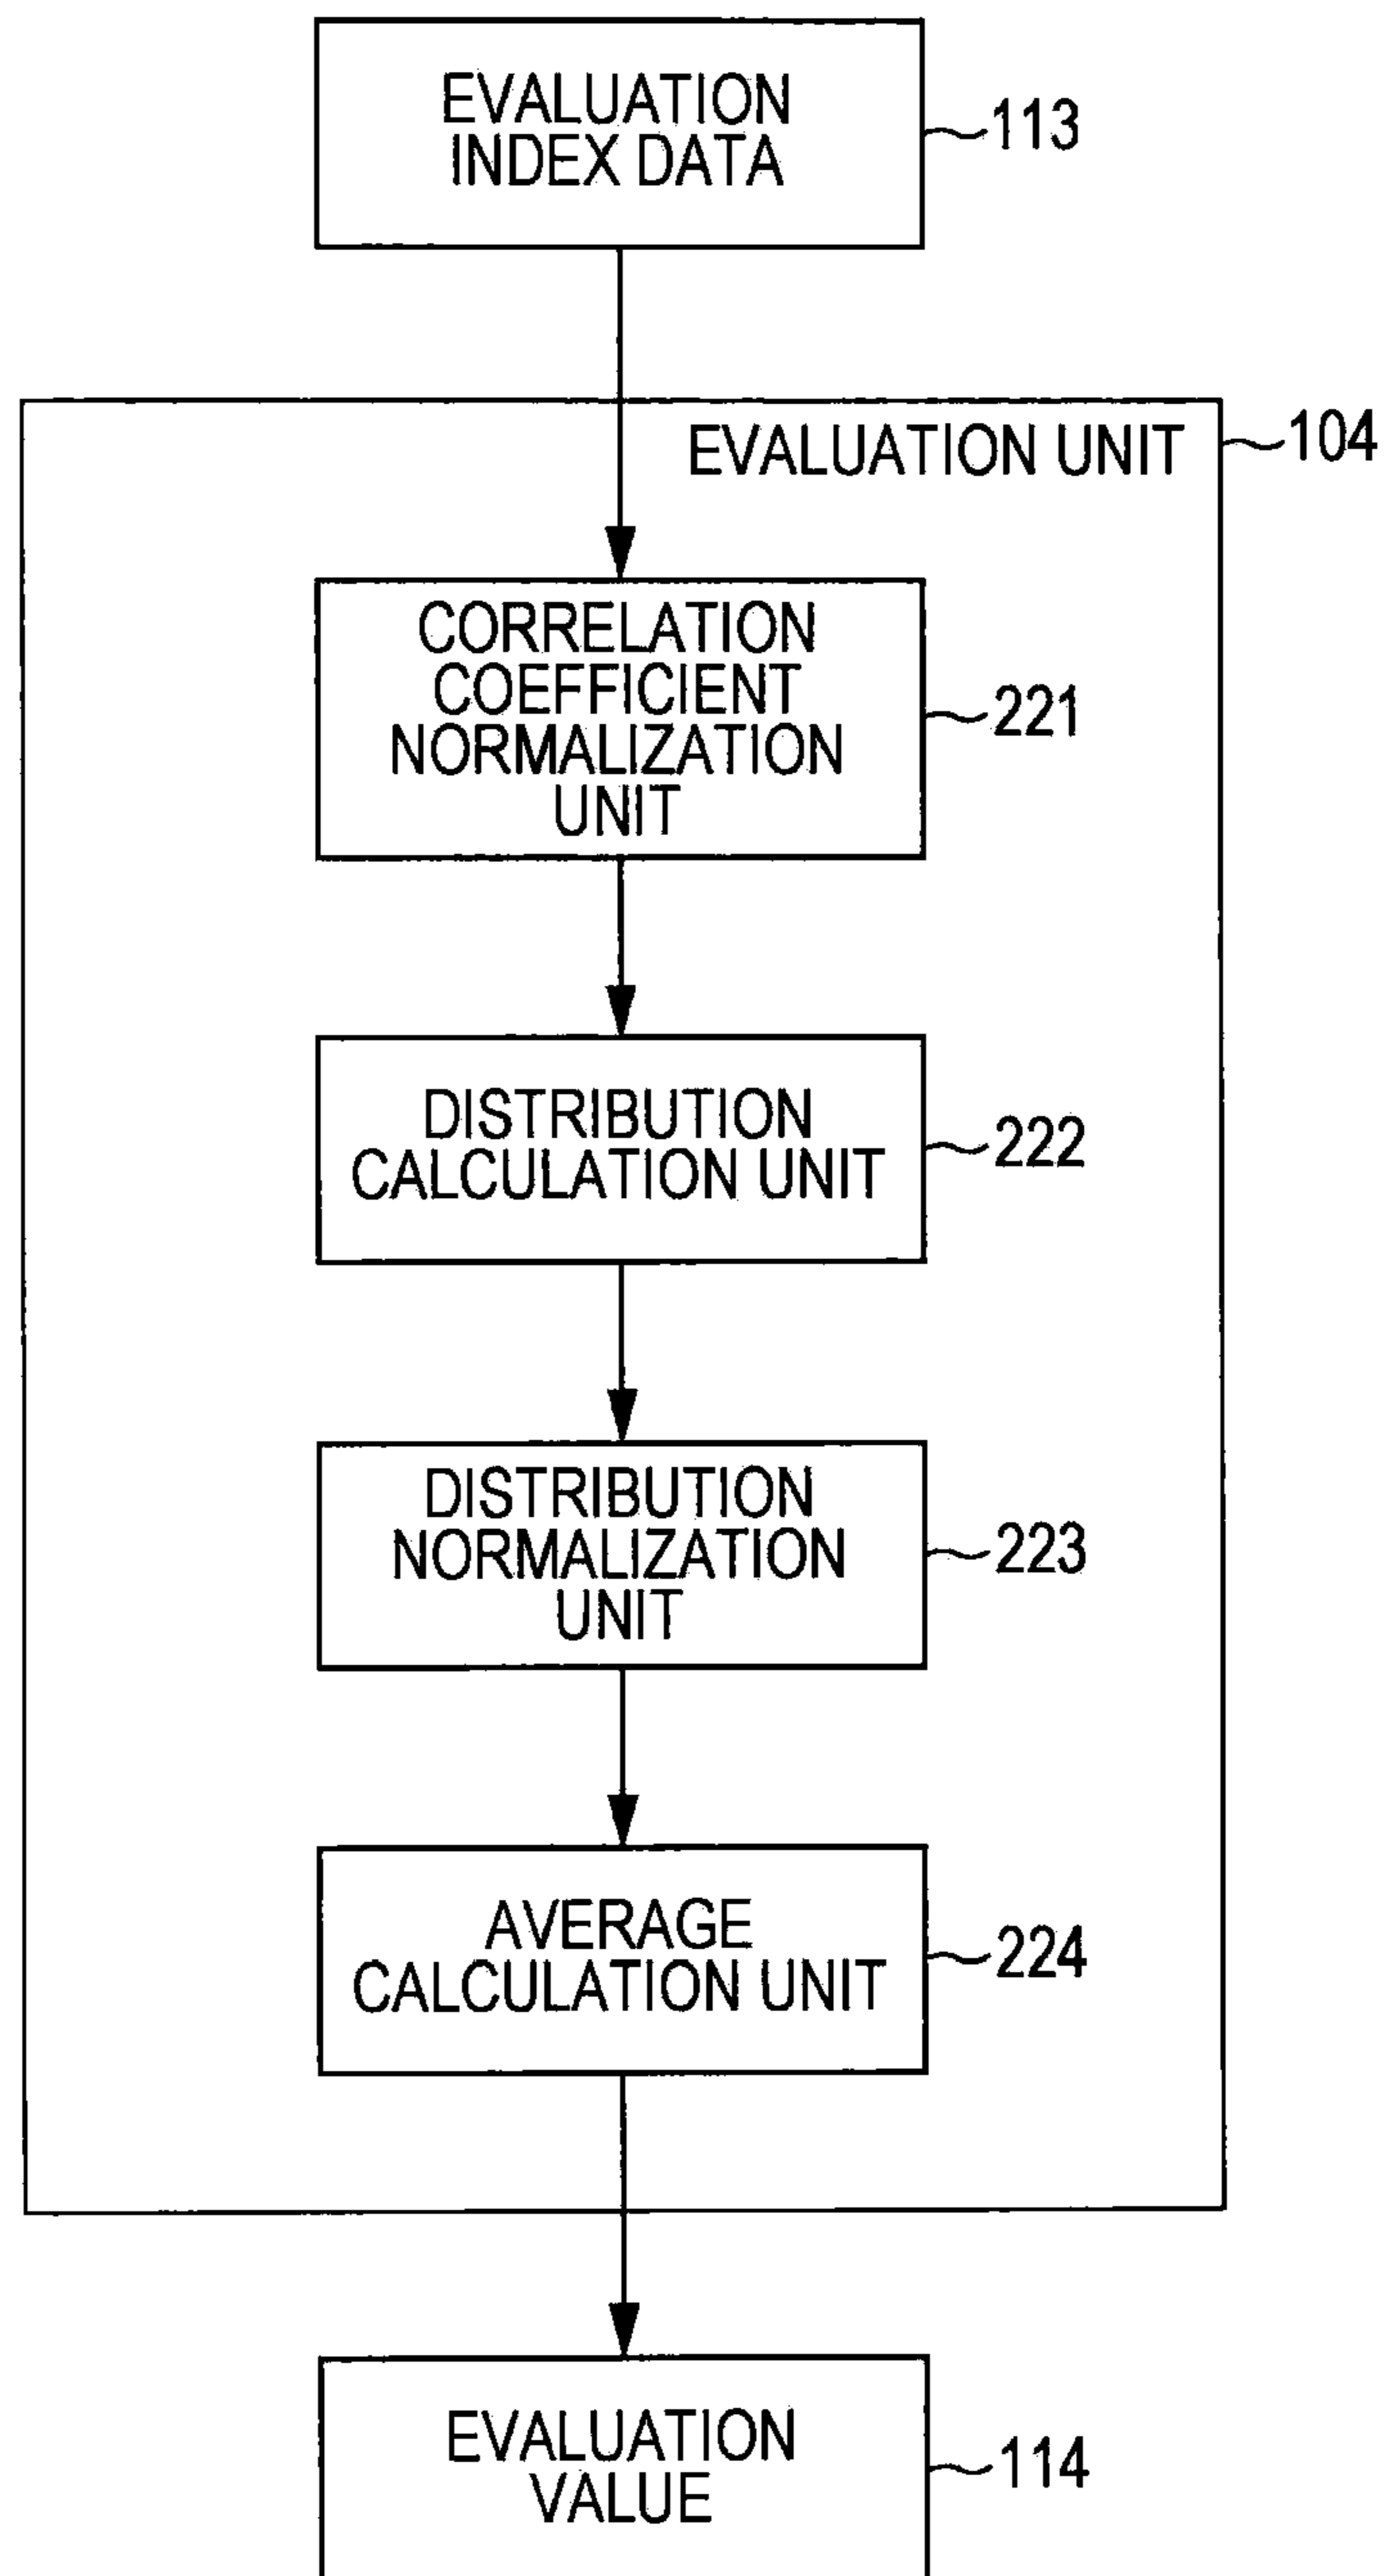 EVALUATION
INDEX DATA
113
EVALUATION UNIT
104
CORRELATION
COEFFICIENT
NORMALIZATION
UNIT
221
DISTRIBUTION
CALCULATION UNIT
222
DISTRIBUTION
NORMALIZATION
UNIT
223
AVERAGE
CALCULATION UNIT
224
EVALUATION
VALUE
114